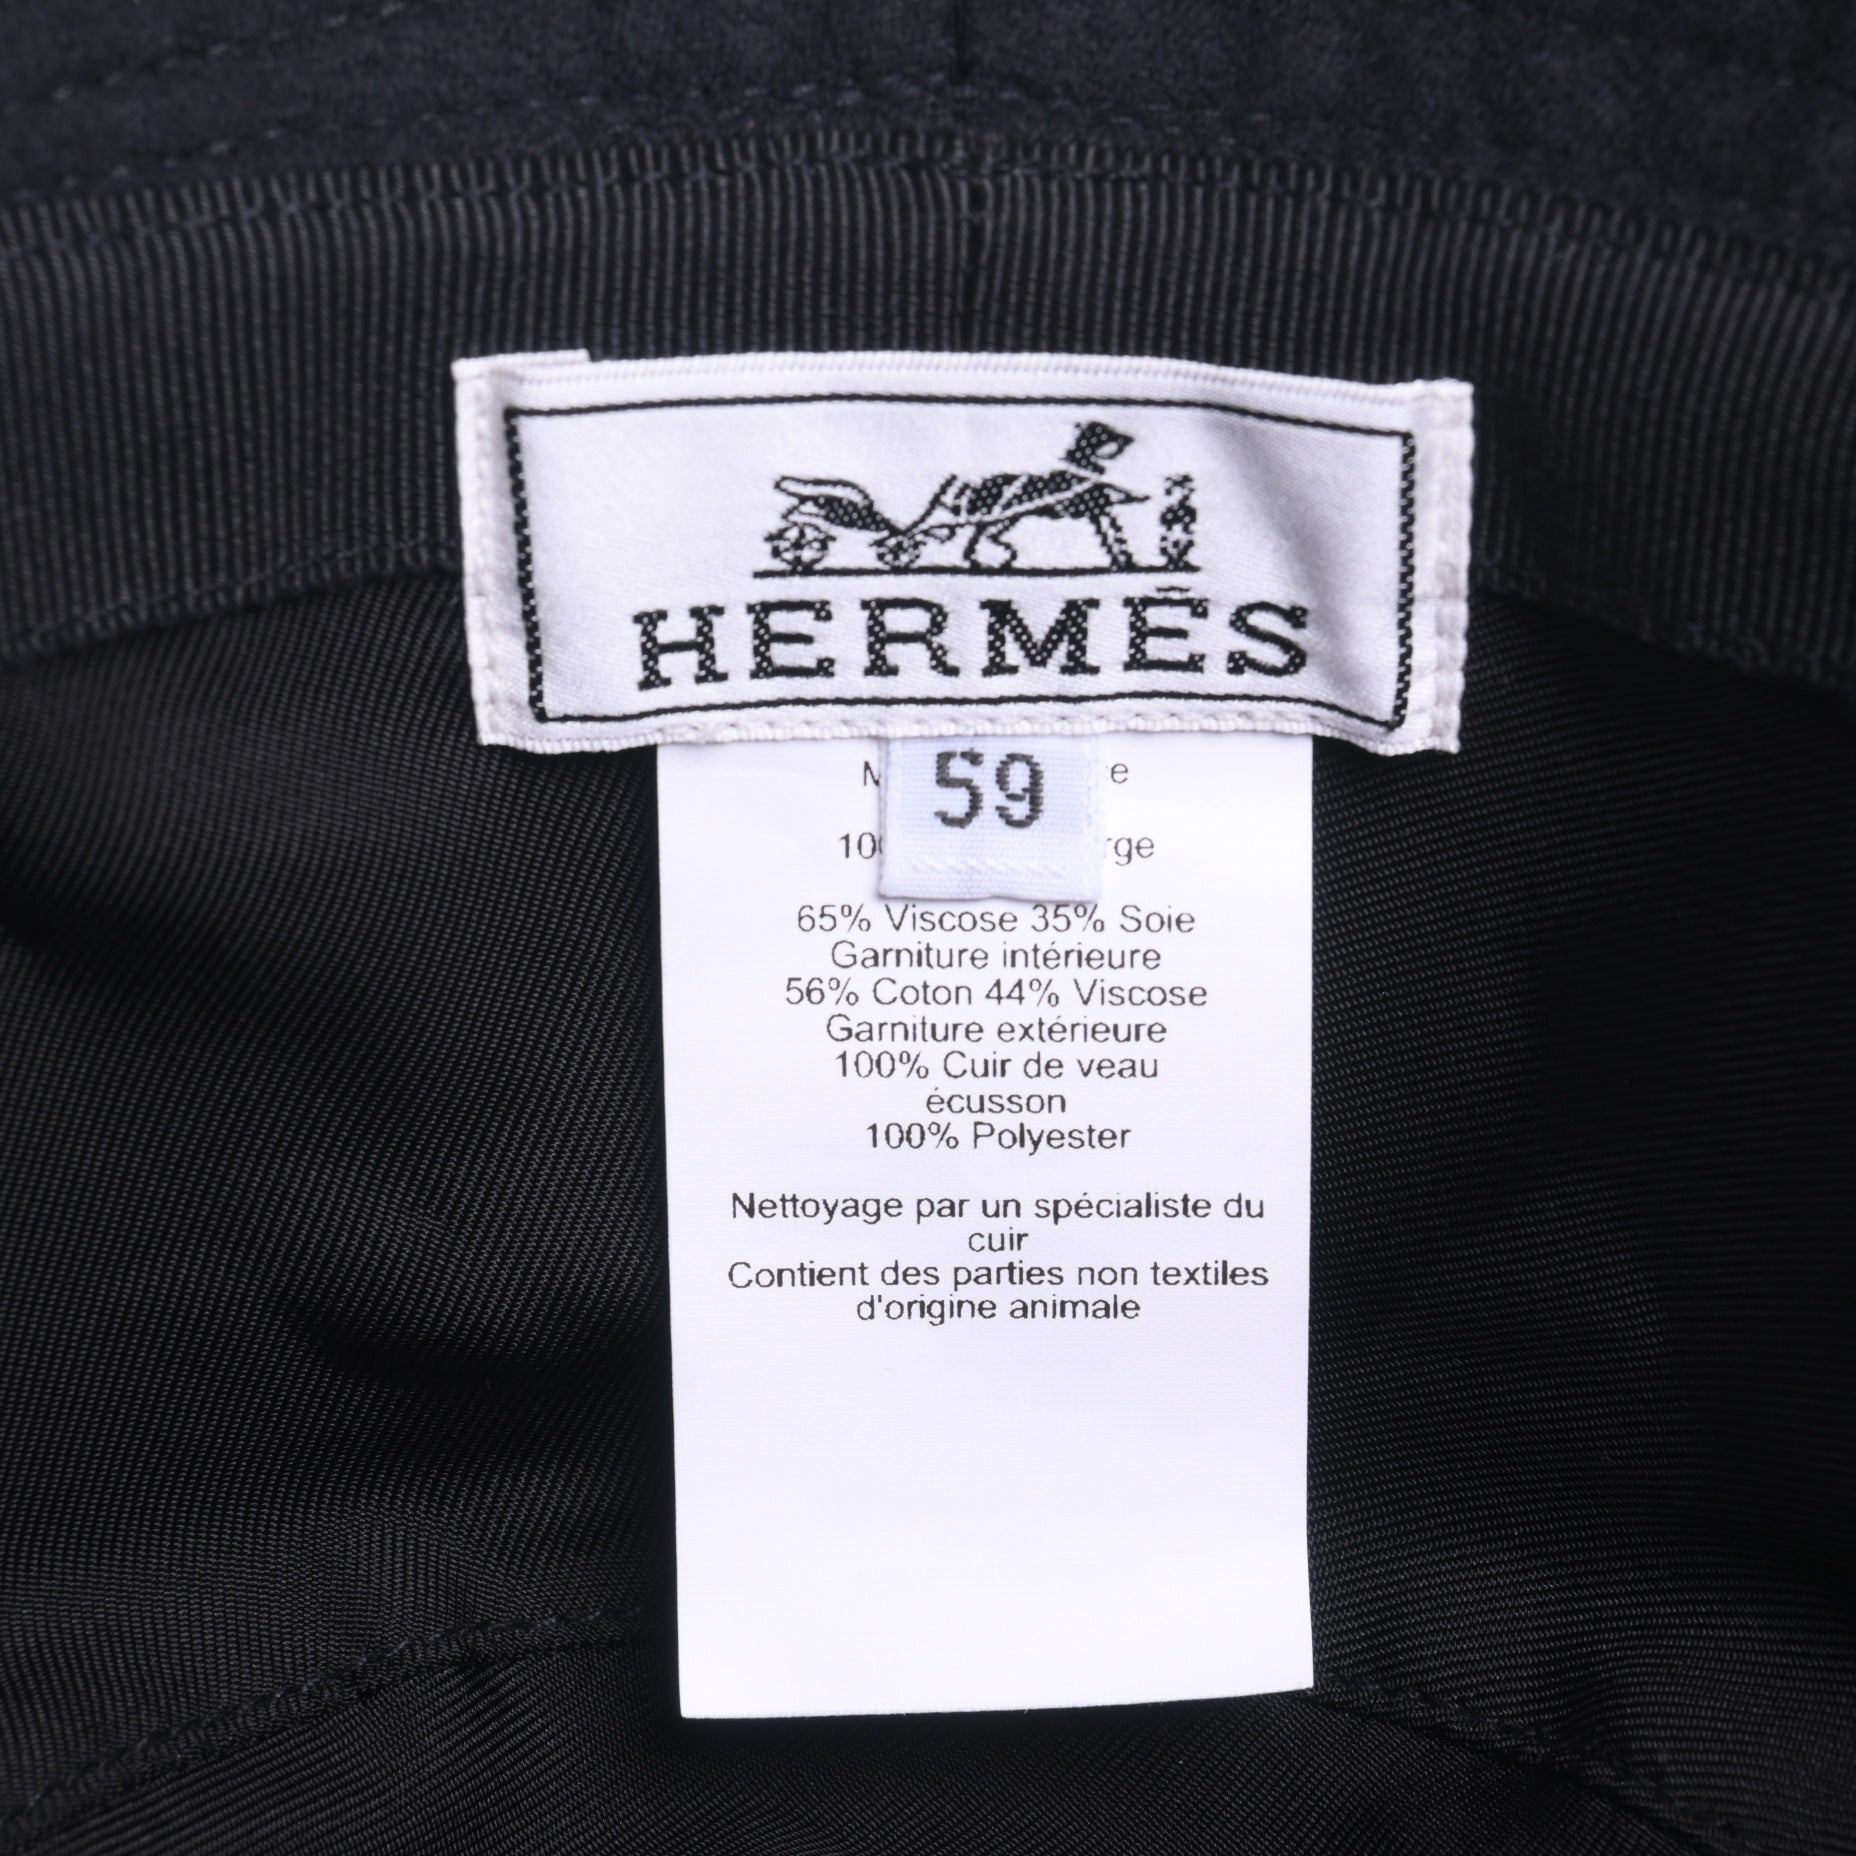 HERMÈS
59
65% Viscose 35% Soie
Garniture intérieure
56% Coton 44% Viscose
Garniture extérieure
100% Cuir de veau
écusson
100% Polyester
Nettoyage par un spécialiste du
cuir
Contient des parties non textiles
d'origine animale